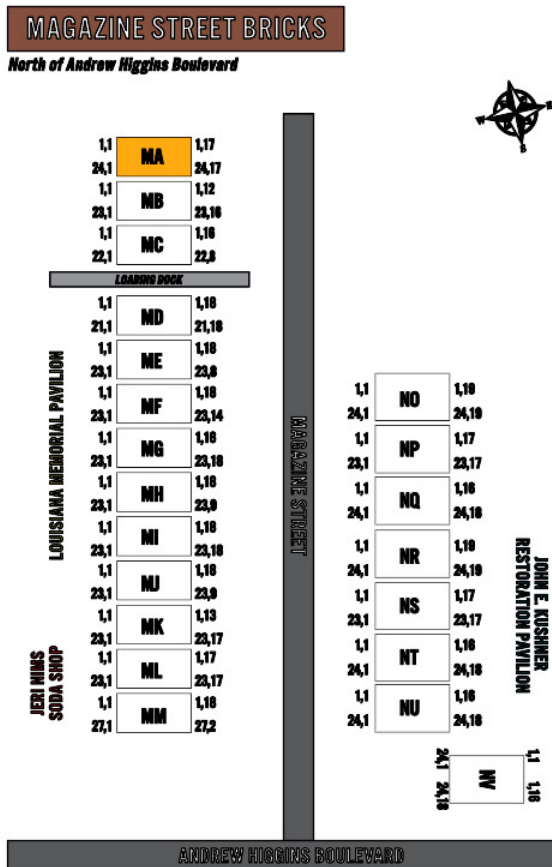 MAGAZINE STREET BRICKS
North of Andrew Higgins Boulevard
N
W E
S
1,1 MA 1,17
24,1 24,17
1,1 MB 1,12
23,1 23,16
1,1 MC 1,16
22,1 22,8
LOADING DOCK
1,1 MD 1,18
21,1 21,18
1,1 ME 1,18
23,1 23,8
1,1 MF 1,18
23,1 23,14
1,1 MG 1,16
23,1 23,18
1,1 MH 1,18
23,1 23,9
1,1 MI 1,18
23,1 23,18
1,1 MJ 1,18
23,1 23,9
1,1 MK 1,13
23,1 23,17
1,1 ML 1,17
23,1 23,17
1,1 MM 1,18
27,1 27,2
LOUISIANA MEMORIAL PAVILION
JERI NIMS
SODA SHOP
MAGAZINE STREET
1,1 NO 1,19
24,1 24,19
1,1 NP 1,17
23,1 23,17
1,1 NQ 1,16
24,1 24,18
1,1 NR 1,19
24,1 24,19
1,1 NS 1,17
23,1 23,17
1,1 NT 1,16
24,1 24,18
1,1 NU 1,16
24,1 24,18
24,1 NV 1,1
24,18 1,16
JOHN E. KUSHNER
RESTORATION PAVILION
ANDREW HIGGINS BOULEVARD